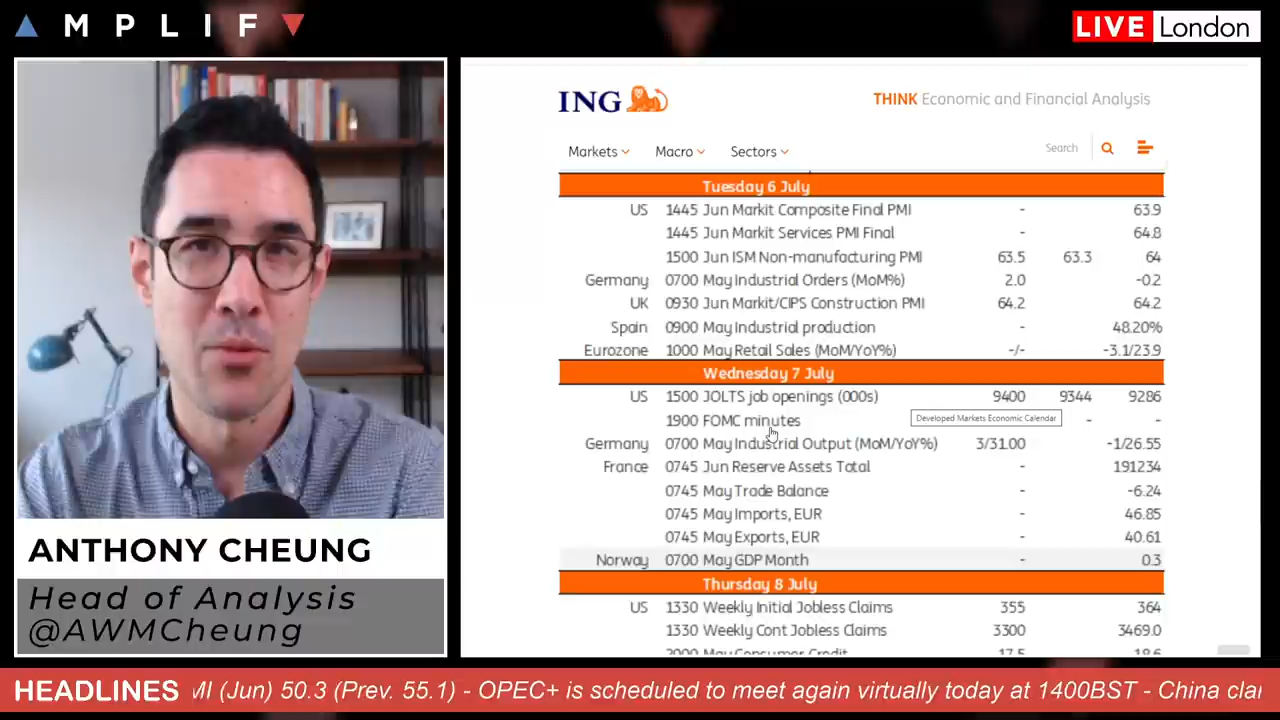 AMPLIFY
LIVE London
ING
THINK Economic and Financial Analysis
Markets Macro Sectors
Search
Tuesday 6 July
US 1445 Jun Markit Composite Final PMI - 63.9
1445 Jun Markit Services PMI Final - 64.8
1500 Jun ISM Non-manufacturing PMI 63.5 63.3 64
Germany 0700 May Industrial Orders (MoM%) 2.0 -0.2
UK 0930 Jun Markit/CIPS Construction PMI 64.2 64.2
Spain 0900 May Industrial production - 48.20%
Eurozone 1000 May Retail Sales (MoM/YoY%) -/- -3.1/23.9
Wednesday 7 July
US 1500 JOLTS job openings (000s) 9400 9344 9286
1900 FOMC minutes - -
Developed Markets Economic Calendar
Germany 0700 May Industrial Output (MoM/YoY%) 3/31.00 -1/26.55
France 0745 Jun Reserve Assets Total - 191234
0745 May Trade Balance - -6.24
0745 May Imports, EUR - 46.85
0745 May Exports, EUR - 40.61
Norway 0700 May GDP Month - 0.3
Thursday 8 July
US 1330 Weekly Initial Jobless Claims 355 364
1330 Weekly Cont Jobless Claims 3300 3469.0
2000 May Consumer Credit 17.5 18.6
ANTHONY CHEUNG
Head of Analysis
@AWMCheung
HEADLINES MI (Jun) 50.3 (Prev. 55.1) - OPEC+ is scheduled to meet again virtually today at 1400BST - China clai